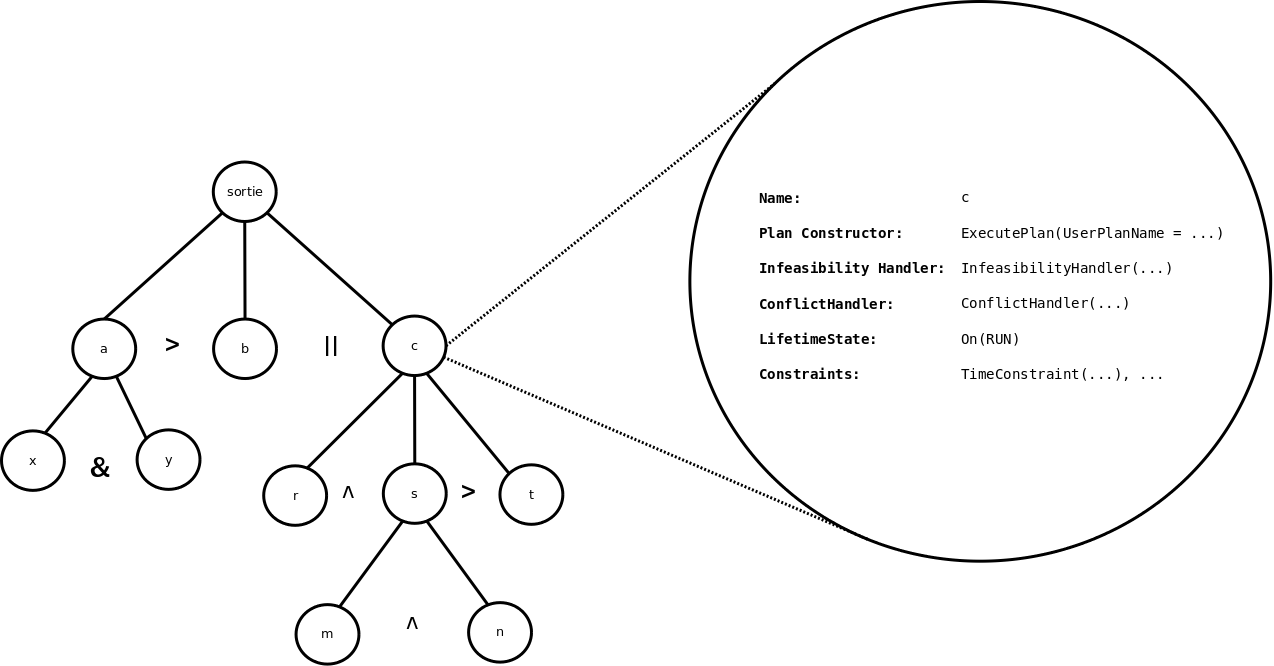 sortie
a > b || c
x & y
r ʌ s > t
m ʌ n
Name: c
Plan Constructor: ExecutePlan(UserPlanName = ...)
Infeasibility Handler: InfeasibilityHandler(...)
ConflictHandler: ConflictHandler(...)
LifetimeState: On(RUN)
Constraints: TimeConstraint(...), ...